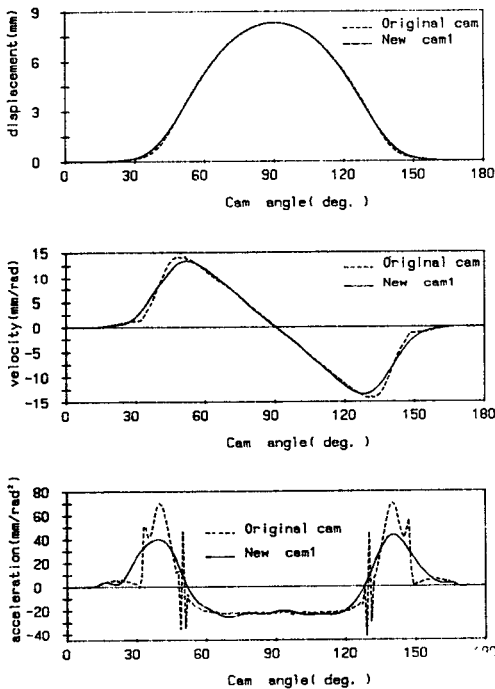 displacement(mm)
9
6
3
0
Original cam
New cam1
0 30 60 90 120 150 180
Cam angle( deg. )
velocity(mm/rad)
15
10
5
0
-5
-10
-15
Original cam
New cam1
0 30 60 90 120 150 180
Cam angle( deg. )
acceleration(mm/rad²)
80
60
40
20
0
-20
-40
Original cam
New cam1
0 30 60 90 120 150
Cam angle( deg. )